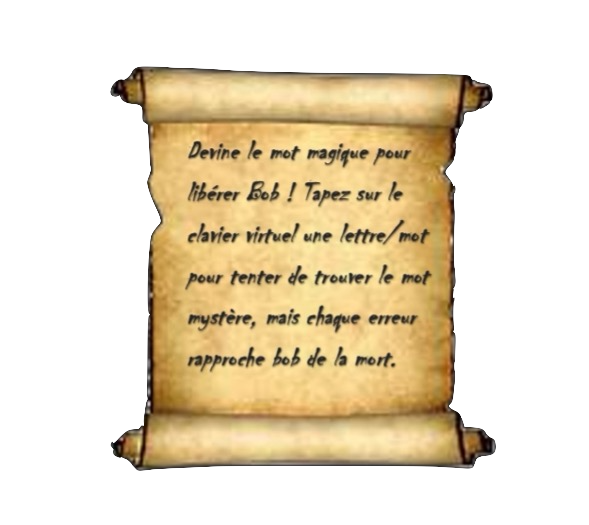 Devine le mot magique pour
libérer Bob ! Tapez sur le
clavier virtuel une lettre/mot
pour tenter de trouver le mot
mystère, mais chaque erreur
rapproche bob de la mort.